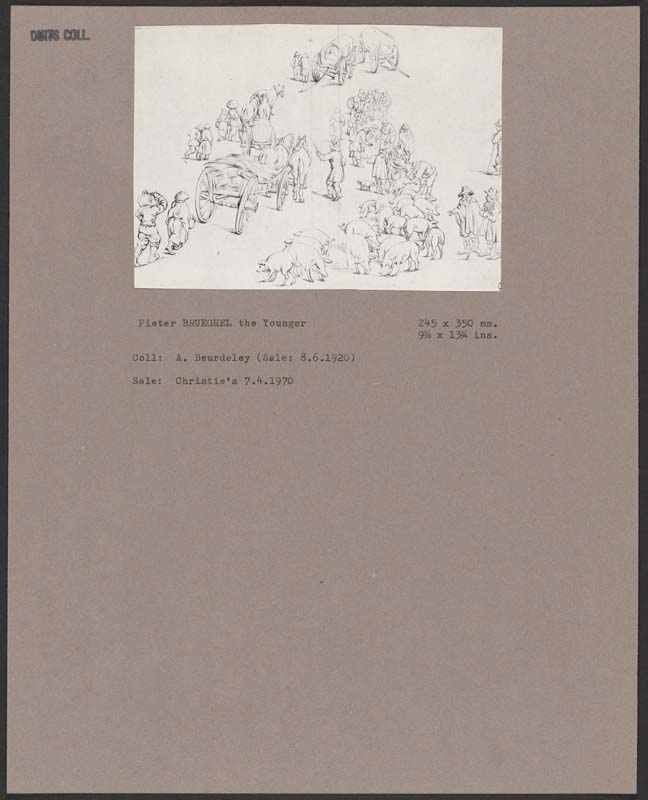 COLL.
Pieter BRUEGHEL the Younger
245 x 350 mm.
9⅝ x 13¾ ins.
Coll: A. Beurdeley (Sale: 8.6.1920)
Sale: Christie's 7.4.1970